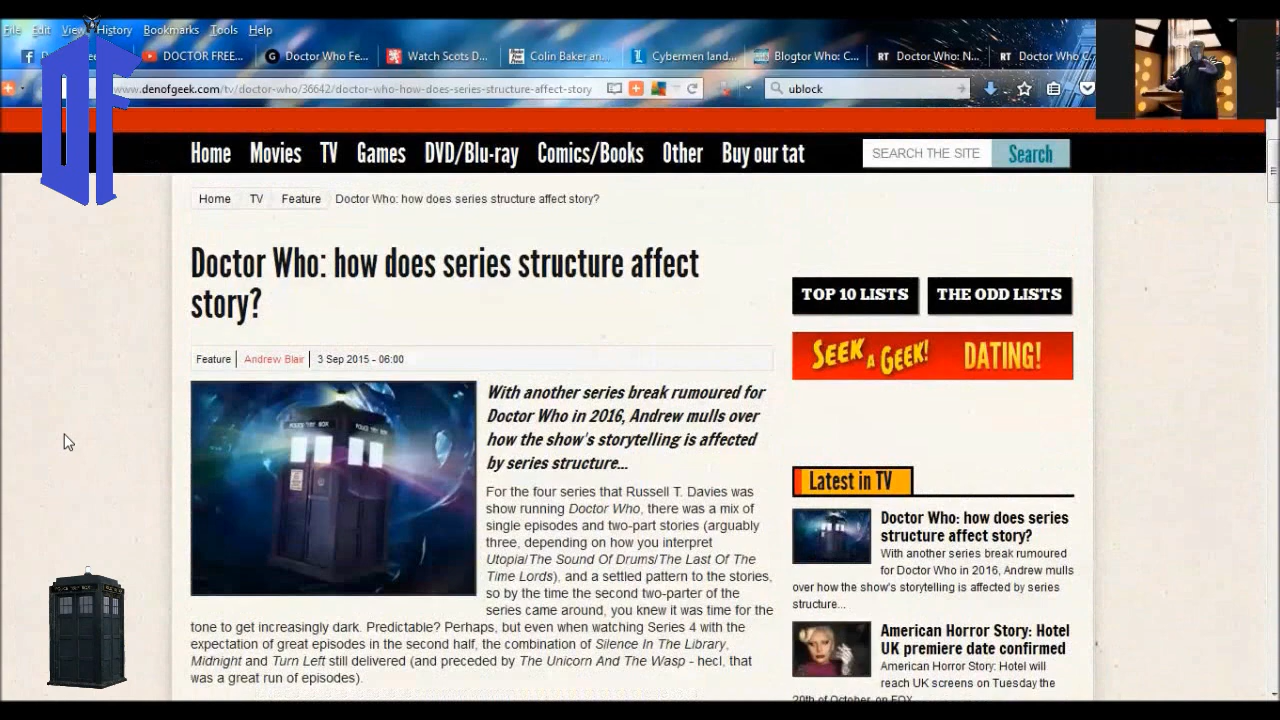 File Edit View History Bookmarks Tools Help
DOCTOR FREE...
Doctor Who Fe...
Watch Scots D...
Colin Baker an...
Cybermen land...
Blogtor Who: C...
Doctor Who: N...
Doctor Who C
www.denofgeek.com/tv/doctor-who/36642/doctor-who-how-does-series-structure-affect-story
ublock
DF
Home Movies TV Games DVD/Blu-ray Comics/Books Other Buy our tat
SEARCH THE SITE Search
Home TV Feature Doctor Who: how does series structure affect story?
Doctor Who: how does series structure affect
story?
Feature Andrew Blair 3 Sep 2015 - 06:00
With another series break rumoured for
Doctor Who in 2016, Andrew mulls over
how the show's storytelling is affected
by series structure...
For the four series that Russell T. Davies was
show running Doctor Who, there was a mix of
single episodes and two-part stories (arguably
three, depending on how you interpret
Utopia/The Sound Of Drums/The Last Of The
Time Lords), and a settled pattern to the stories,
so by the time the second two-parter of the
series came around, you knew it was time for the
tone to get increasingly dark. Predictable? Perhaps, but even when watching Series 4 with the
expectation of great episodes in the second half, the combination of Silence In The Library,
Midnight and Turn Left still delivered (and preceded by The Unicorn And The Wasp - hecl, that
was a great run of episodes).
TOP 10 LISTS THE ODD LISTS
SEEK A GEEK! DATING!
Latest in TV
Doctor Who: how does series
structure affect story?
With another series break rumoured
for Doctor Who in 2016, Andrew mulls
over how the show's storytelling is affected by series
structure...
American Horror Story: Hotel
UK premiere date confirmed
American Horror Story: Hotel will
reach UK screens on Tuesday the
20th of October, on FOX